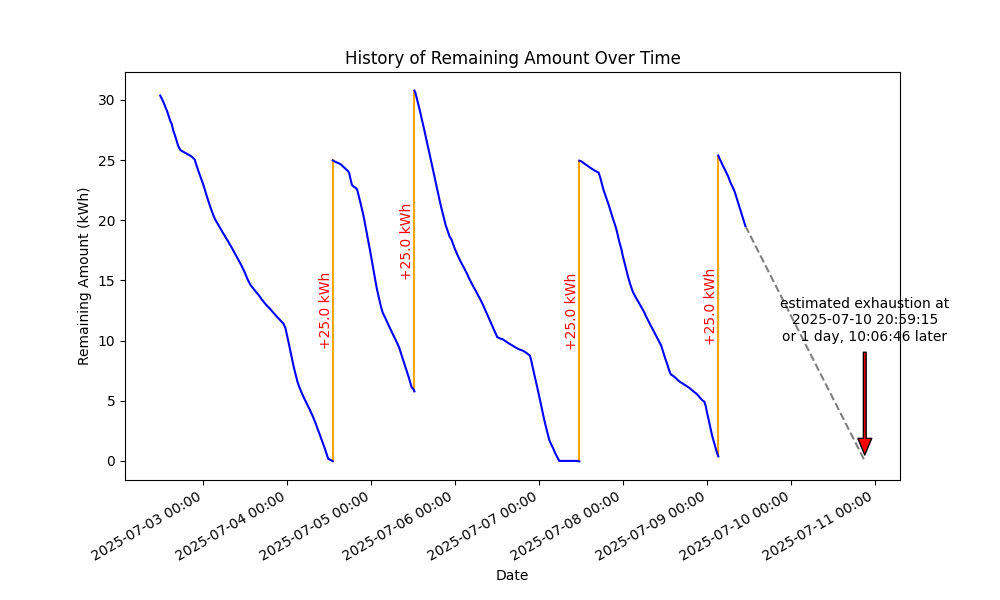 History of Remaining Amount Over Time
Remaining Amount (kWh)
30
25
20
15
10
5
0
+25.0 kWh
+25.0 kWh
+25.0 kWh
+25.0 kWh
estimated exhaustion at
2025-07-10 20:59:15
or 1 day, 10:06:46 later
2025-07-03 00:00
2025-07-04 00:00
2025-07-05 00:00
2025-07-06 00:00
2025-07-07 00:00
2025-07-08 00:00
2025-07-09 00:00
2025-07-10 00:00
2025-07-11 00:00
Date